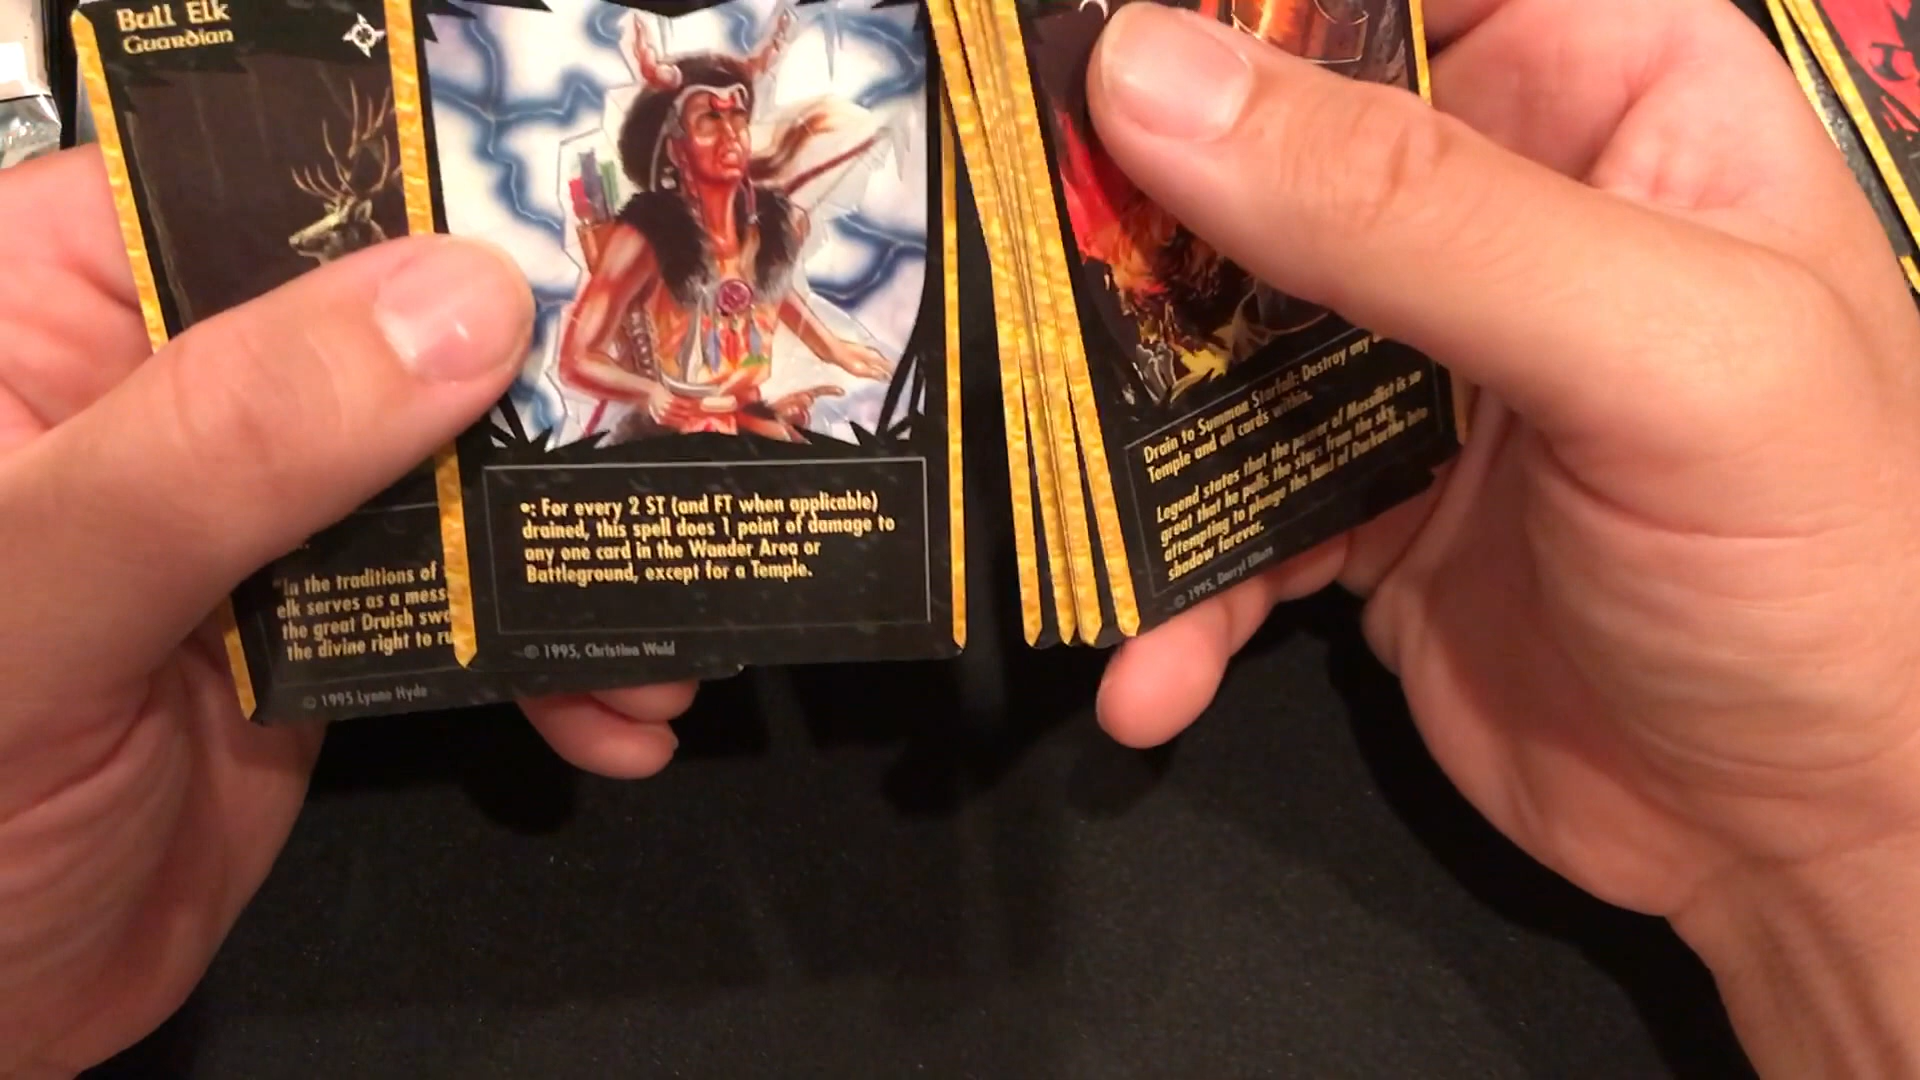 Bull Elk
Guardian
"In the traditions of
elk serves as a mess
the great Druish swo
the divine right to ru
© 1995 Lynne Hyde
•: For every 2 ST (and FT when applicable)
drained, this spell does 1 point of damage to
any one card in the Wander Area or
Battleground, except for a Temple.
© 1995, Christina Wald
Drain to Summon Starfall: Destroy any
Temple and all cards within.
Legend states that the power of Messilist is so
great that he pulls the stars from the sky,
attempting to plunge the land of Darkurthe into
shadow forever.
© 1995, Darryl Elliott